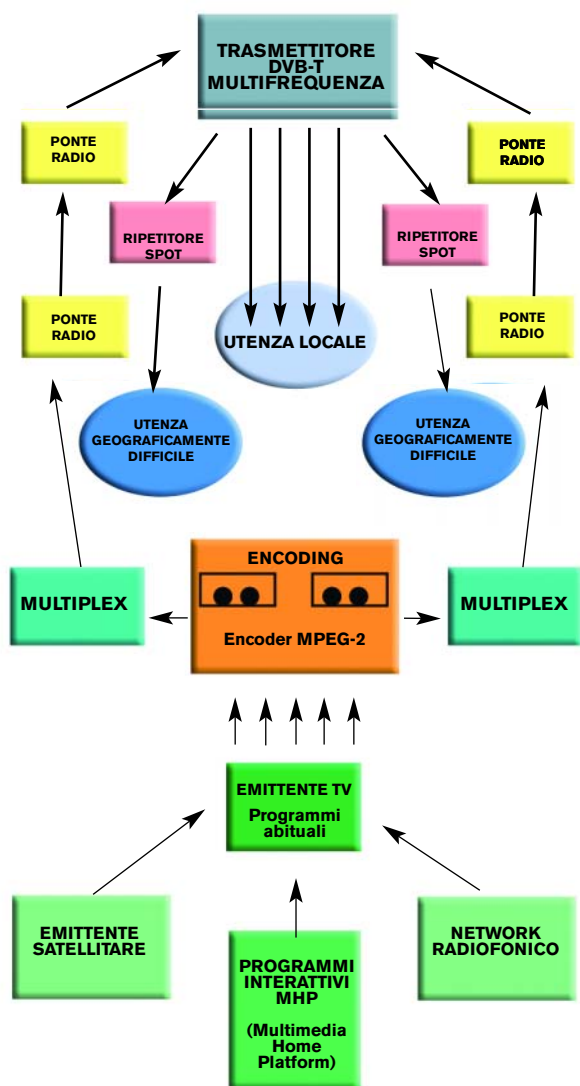 TRASMETTITORE
DVB-T
MULTIFREQUENZA
PONTE
RADIO
PONTE
RADIO
RIPETITORE
SPOT
RIPETITORE
SPOT
PONTE
RADIO
UTENZA LOCALE
PONTE
RADIO
UTENZA
GEOGRAFICAMENTE
DIFFICILE
UTENZA
GEOGRAFICAMENTE
DIFFICILE
MULTIPLEX
ENCODING
Encoder MPEG-2
MULTIPLEX
EMITTENTE TV
Programmi
abituali
EMITTENTE
SATELLITARE
PROGRAMMI
INTERATTIVI
MHP
(Multimedia
Home
Platform)
NETWORK
RADIOFONICO